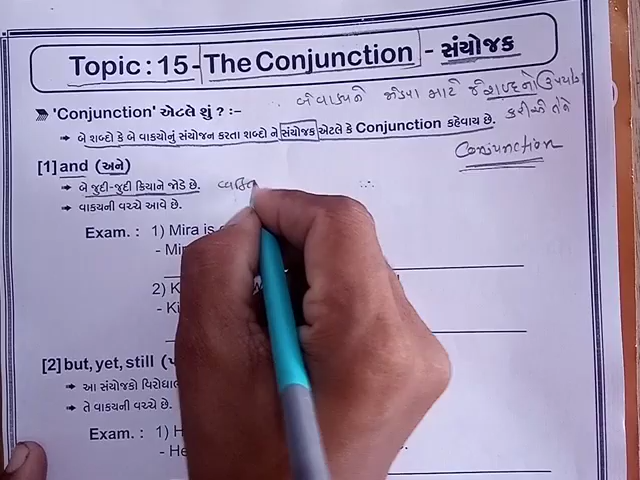 Topic : 15 - The Conjunction - સંયોજક
'Conjunction' એટલે શું ? :-
બે વાક્યને જોડવા માટે જે શબ્દનો ઉપયોગ
કરીએ તેને
Conjunction
➟ બે શબ્દો કે બે વાક્યોનું સંયોજન કરતા શબ્દો ને સંયોજક એટલે કે Conjunction કહેવાય છે.
[1] and (અને)
➟ બે જુદી-જુદી ક્રિયાને જોડે છે.
➟ વાક્યની વચ્ચે આવે છે.
Exam. : 1) Mira is
2)
[2] but, yet, still
➟ આ સંયોજકો
➟ તે વાક્યની વચ્ચે છે.
Exam. : 1)
- He